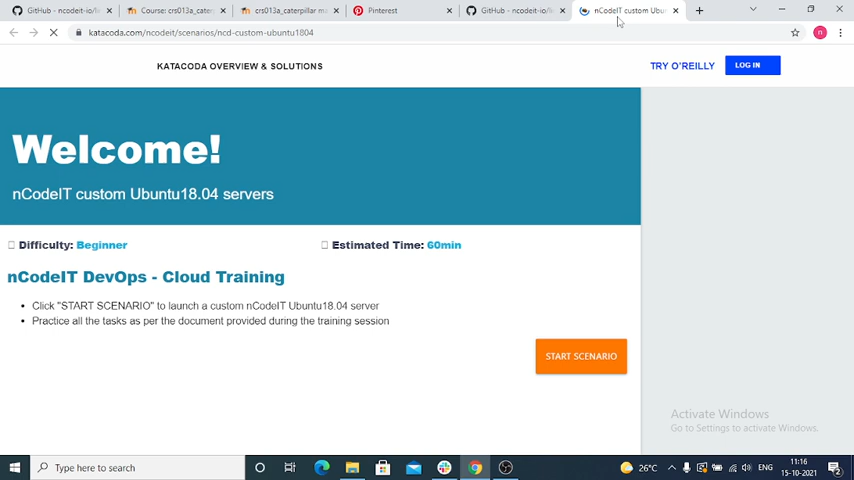 GitHub - ncodeit-io/l
Course: crs013a_cater
crs013a_caterpillar m
Pinterest
GitHub - ncodeit-io/l
nCodeIT custom Ubun
katacoda.com/ncodeit/scenarios/ncd-custom-ubuntu1804
n
KATACODA OVERVIEW & SOLUTIONS
TRY O'REILLY
LOG IN
Welcome!
nCodeIT custom Ubuntu18.04 servers
Difficulty: Beginner
Estimated Time: 60min
nCodeIT DevOps - Cloud Training
• Click "START SCENARIO" to launch a custom nCodeIT Ubuntu18.04 server
• Practice all the tasks as per the document provided during the training session
START SCENARIO
Activate Windows
Go to Settings to activate Windows.
Type here to search
26°C
ENG
11:16
15-10-2021
2